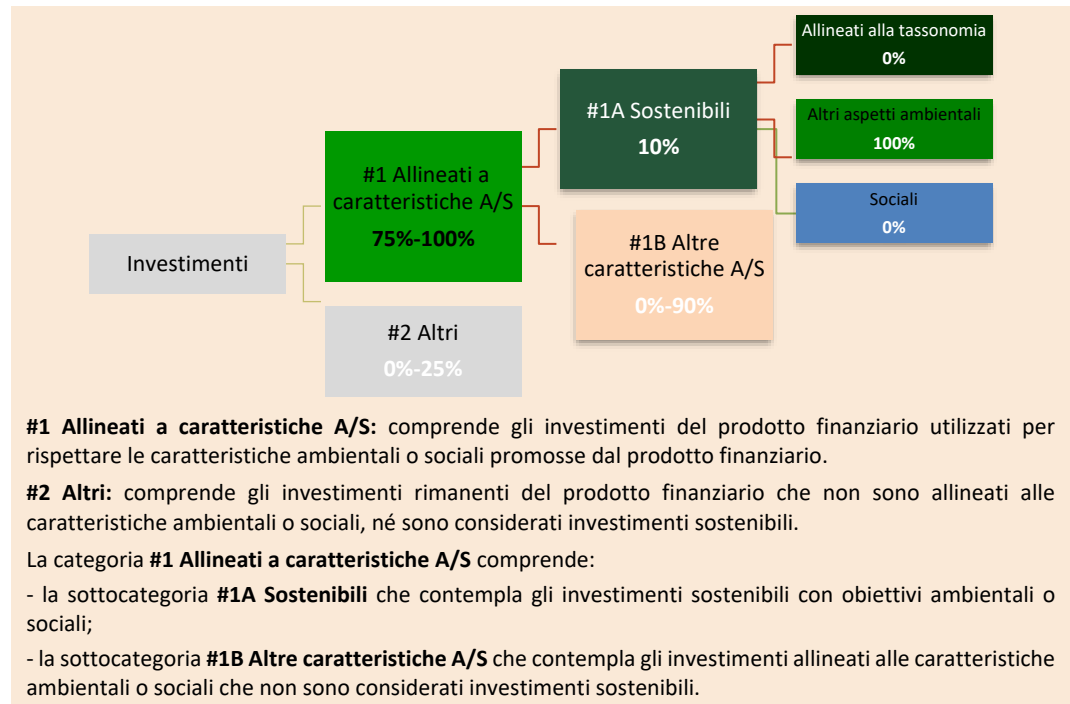 Allineati alla tassonomia
0%
#1A Sostenibili
10%
Altri aspetti ambientali
100%
#1 Allineati a
caratteristiche A/S
75%-100%
Sociali
0%
#1B Altre
caratteristiche A/S
0%-90%
Investimenti
#2 Altri
0%-25%
#1 Allineati a caratteristiche A/S: comprende gli investimenti del prodotto finanziario utilizzati per
rispettare le caratteristiche ambientali o sociali promosse dal prodotto finanziario.
#2 Altri: comprende gli investimenti rimanenti del prodotto finanziario che non sono allineati alle
caratteristiche ambientali o sociali, né sono considerati investimenti sostenibili.
La categoria #1 Allineati a caratteristiche A/S comprende:
- la sottocategoria #1A Sostenibili che contempla gli investimenti sostenibili con obiettivi ambientali o
sociali;
- la sottocategoria #1B Altre caratteristiche A/S che contempla gli investimenti allineati alle caratteristiche
ambientali o sociali che non sono considerati investimenti sostenibili.